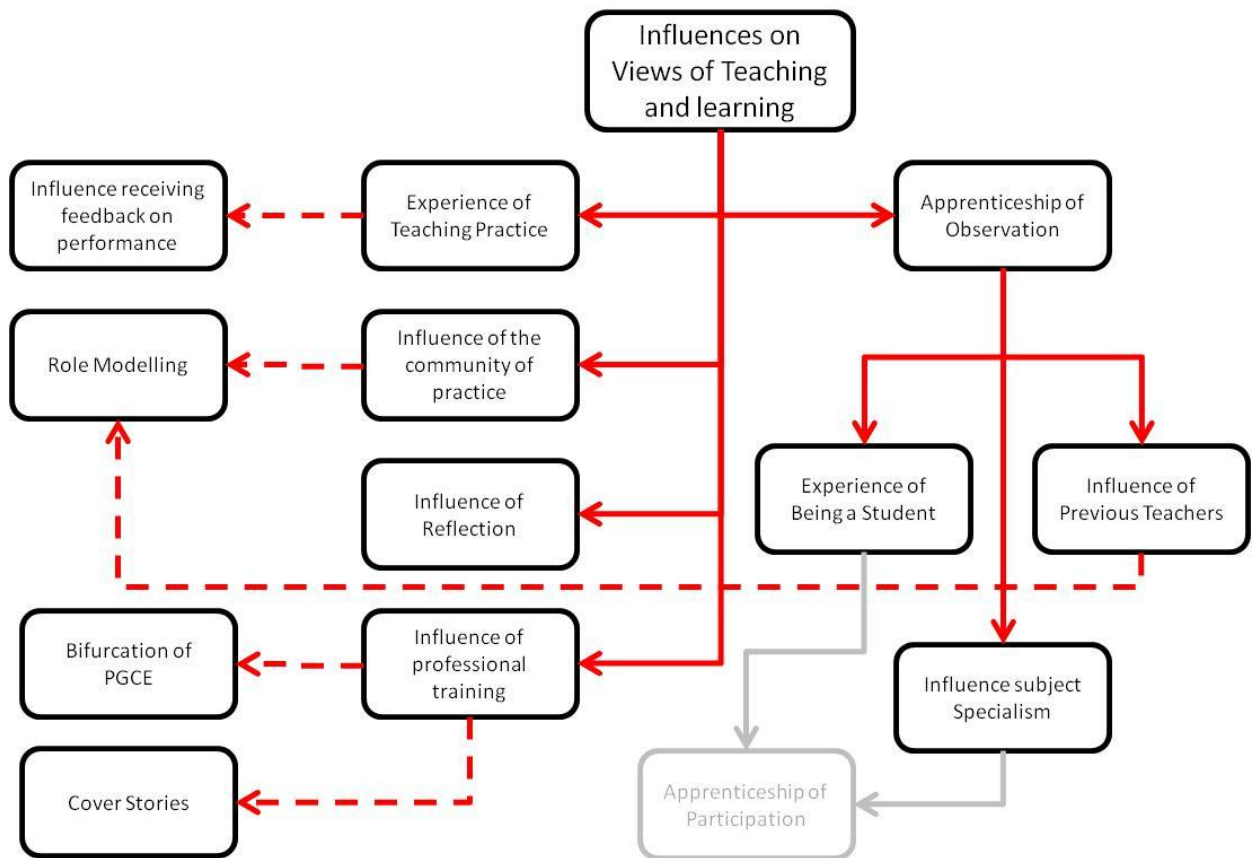 Influences on
Views of Teaching
and learning
Influence receiving
feedback on
performance
Experience of
Teaching Practice
Apprenticeship of
Observation
Role Modelling
Influence of the
community of
practice
Influence of
Reflection
Experience of
Being a Student
Influence of
Previous Teachers
Bifurcation of
PGCE
Influence of
professional
training
Influence subject
Specialism
Cover Stories
Apprenticeship of
Participation